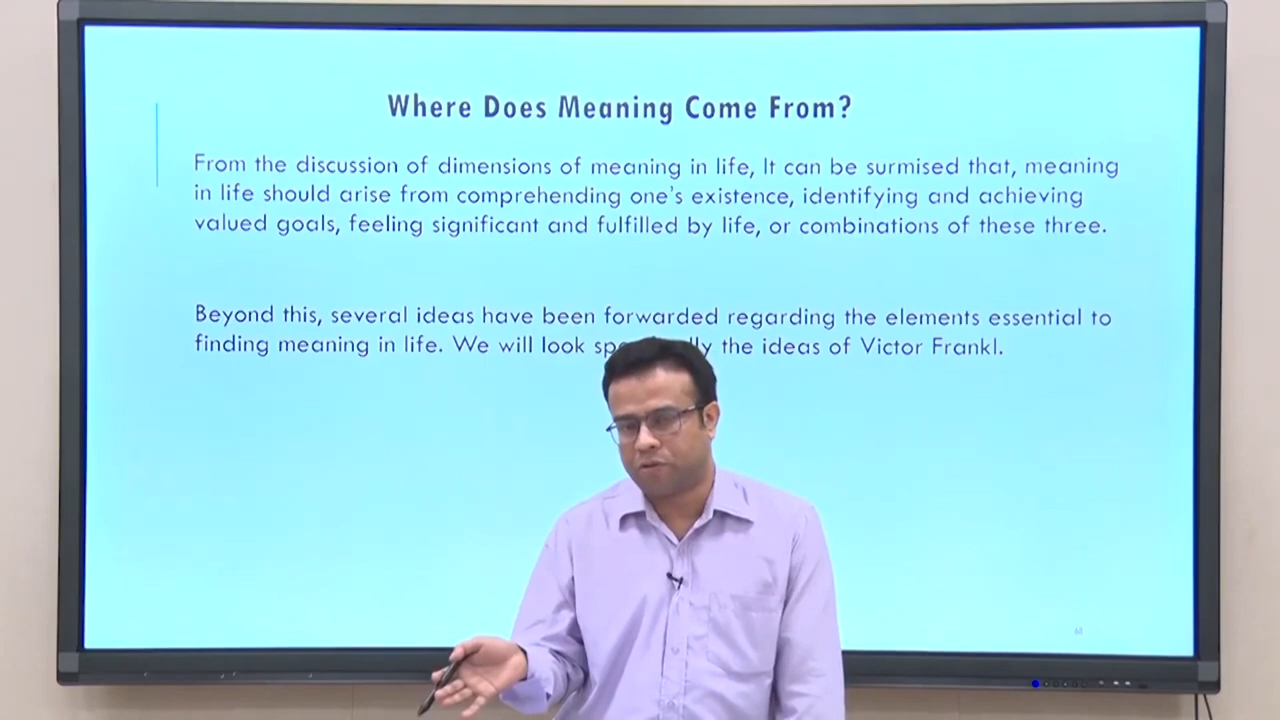 Where Does Meaning Come From?
From the discussion of dimensions of meaning in life, It can be surmised that, meaning
in life should arise from comprehending one's existence, identifying and achieving
valued goals, feeling significant and fulfilled by life, or combinations of these three.
Beyond this, several ideas have been forwarded regarding the elements essential to
finding meaning in life. We will look the ideas of Victor Frankl.